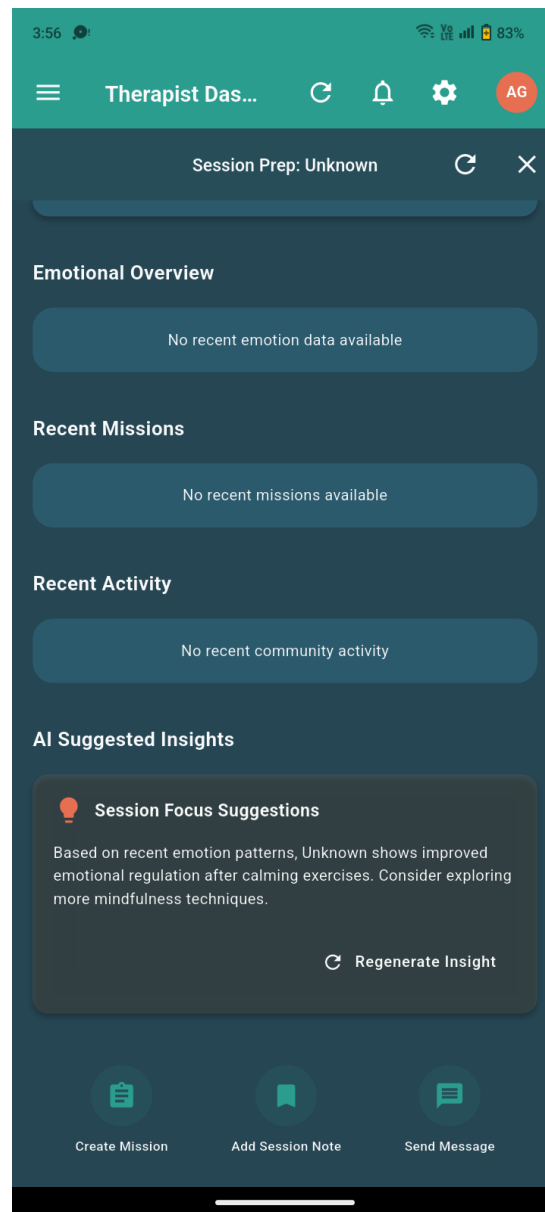 3:56
Vo LTE 83%
Therapist Das...
AG
Session Prep: Unknown
Emotional Overview
No recent emotion data available
Recent Missions
No recent missions available
Recent Activity
No recent community activity
AI Suggested Insights
Session Focus Suggestions
Based on recent emotion patterns, Unknown shows improved
emotional regulation after calming exercises. Consider exploring
more mindfulness techniques.
Regenerate Insight
Create Mission
Add Session Note
Send Message